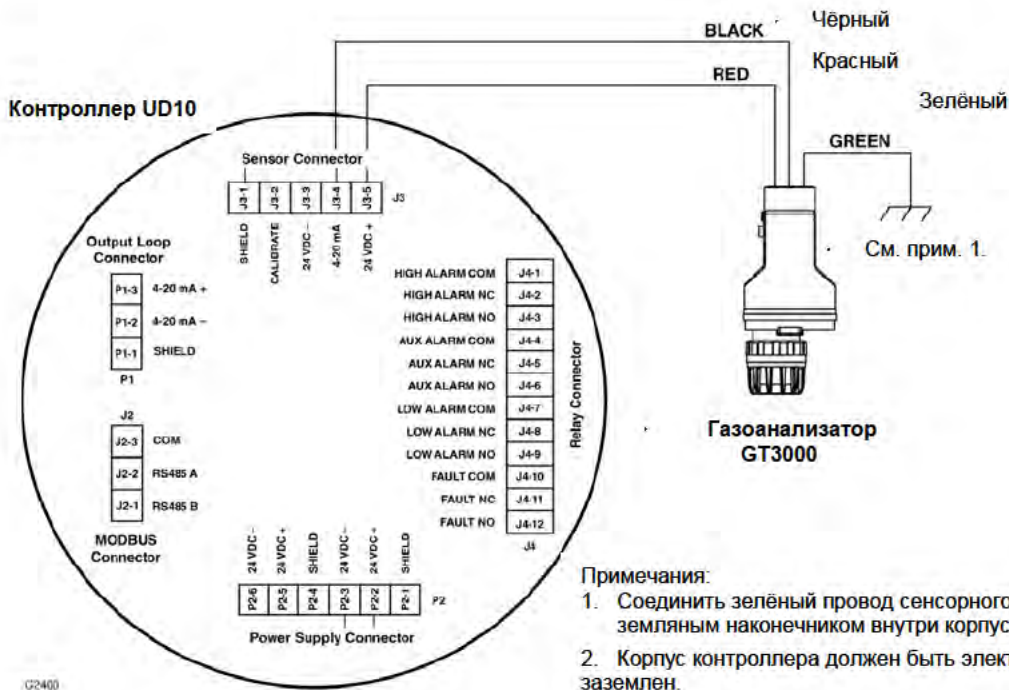 Чёрный
BLACK
Красный
RED
Контроллер UD10
Зелёный
GREEN
Sensor Connector
J3-1
J3-2
J3-3
J3-4
J3-5
J3
SHIELD
CALIBRATE
24 VDC –
4-20 mA
24 VDC +
См. прим. 1.
Output Loop
Connector
P1-3 4-20 mA +
P1-2 4-20 mA –
P1-1 SHIELD
P1
HIGH ALARM COM J4-1
HIGH ALARM NC J4-2
HIGH ALARM NO J4-3
AUX ALARM COM J4-4
AUX ALARM NC J4-5
AUX ALARM NO J4-6
LOW ALARM COM J4-7
LOW ALARM NC J4-8
LOW ALARM NO J4-9
FAULT COM J4-10
FAULT NC J4-11
FAULT NO J4-12
J4
Relay Connector
Газоанализатор
GT3000
J2
J2-3 COM
J2-2 RS485 A
J2-1 RS485 B
MODBUS
Connector
24 VDC –
24 VDC +
SHIELD
24 VDC –
24 VDC +
SHIELD
P2-6
P2-5
P2-4
P2-3
P2-2
P2-1
P2
Power Supply Connector
Примечания:
1. Соединить зелёный провод сенсорного
земляным наконечником внутри корпус
2. Корпус контроллера должен быть элект
заземлен.
G2400